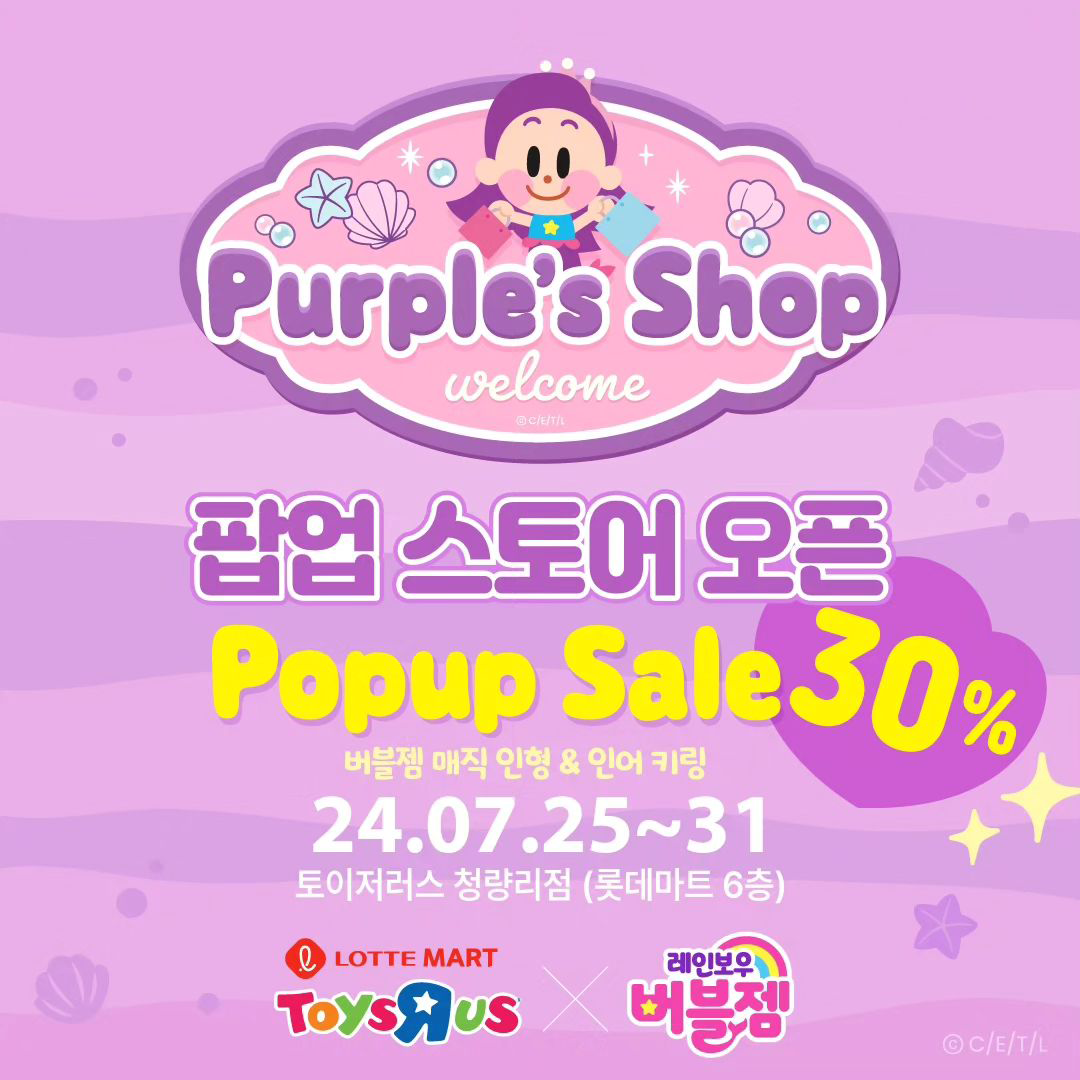 Purple's Shop
welcome
© C/E/T/L
팝업 스토어 오픈
Popup Sale 30%
버블젬 매직 인형 & 인어 키링
24.07.25~31
토이저러스 청량리점 (롯데마트 6층)
LOTTE MART
ToysRus
레인보우
버블젬
© C/E/T/L